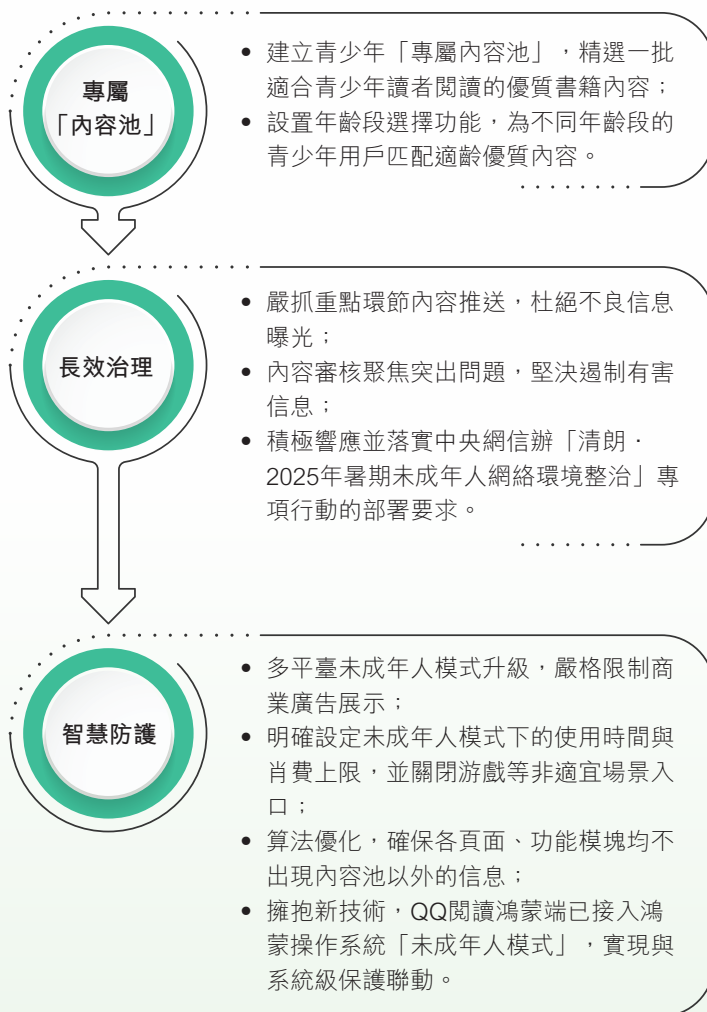 專屬
「內容池」
• 建立青少年「專屬內容池」，精選一批
適合青少年讀者閱讀的優質書籍內容；
• 設置年齡段選擇功能，為不同年齡段的
青少年用戶匹配適齡優質內容。
長效治理
• 嚴抓重點環節內容推送，杜絕不良信息
曝光；
• 內容審核聚焦突出問題，堅決遏制有害
信息；
• 積極響應並落實中央網信辦「清朗·
2025年暑期未成年人網絡環境整治」專
項行動的部署要求。
智慧防護
• 多平臺未成年人模式升級，嚴格限制商
業廣告展示；
• 明確設定未成年人模式下的使用時間與
肖費上限，並關閉游戲等非適宜場景入
口；
• 算法優化，確保各頁面、功能模塊均不
出現內容池以外的信息；
• 擁抱新技術，QQ閱讀鴻蒙端已接入鴻
蒙操作系統「未成年人模式」，實現與
系統級保護聯動。